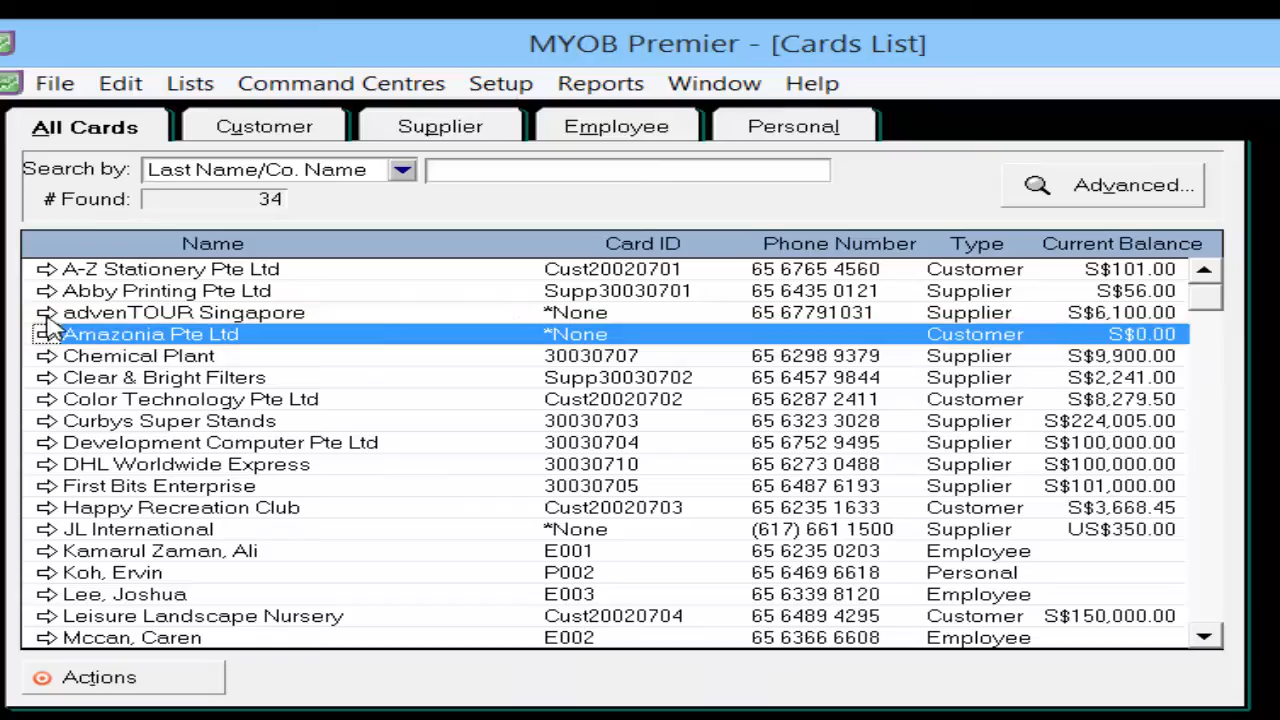 MYOB Premier - [Cards List]
File Edit Lists Command Centres Setup Reports Window Help
All Cards Customer Supplier Employee Personal
Search by: Last Name/Co. Name
# Found: 34
Advanced...
Name Card ID Phone Number Type Current Balance
A-Z Stationery Pte Ltd Cust20020701 65 6765 4560 Customer S$101.00
Abby Printing Pte Ltd Supp30030701 65 6435 0121 Supplier S$56.00
advenTOUR Singapore *None 65 67791031 Supplier S$6,100.00
Amazonia Pte Ltd *None Customer S$0.00
Chemical Plant 30030707 65 6298 9379 Supplier S$9,900.00
Clear & Bright Filters Supp30030702 65 6457 9844 Supplier S$2,241.00
Color Technology Pte Ltd Cust20020702 65 6287 2411 Customer S$8,279.50
Curbys Super Stands 30030703 65 6323 3028 Supplier S$224,005.00
Development Computer Pte Ltd 30030704 65 6752 9495 Supplier S$100,000.00
DHL Worldwide Express 30030710 65 6273 0488 Supplier S$100,000.00
First Bits Enterprise 30030705 65 6487 6193 Supplier S$101,000.00
Happy Recreation Club Cust20020703 65 6235 1633 Customer S$3,668.45
JL International *None (617) 661 1500 Supplier US$350.00
Kamarul Zaman, Ali E001 65 6235 0203 Employee
Koh, Ervin P002 65 6469 6618 Personal
Lee, Joshua E003 65 6339 8120 Employee
Leisure Landscape Nursery Cust20020704 65 6489 4295 Customer S$150,000.00
Mccan, Caren E002 65 6366 6608 Employee
Actions